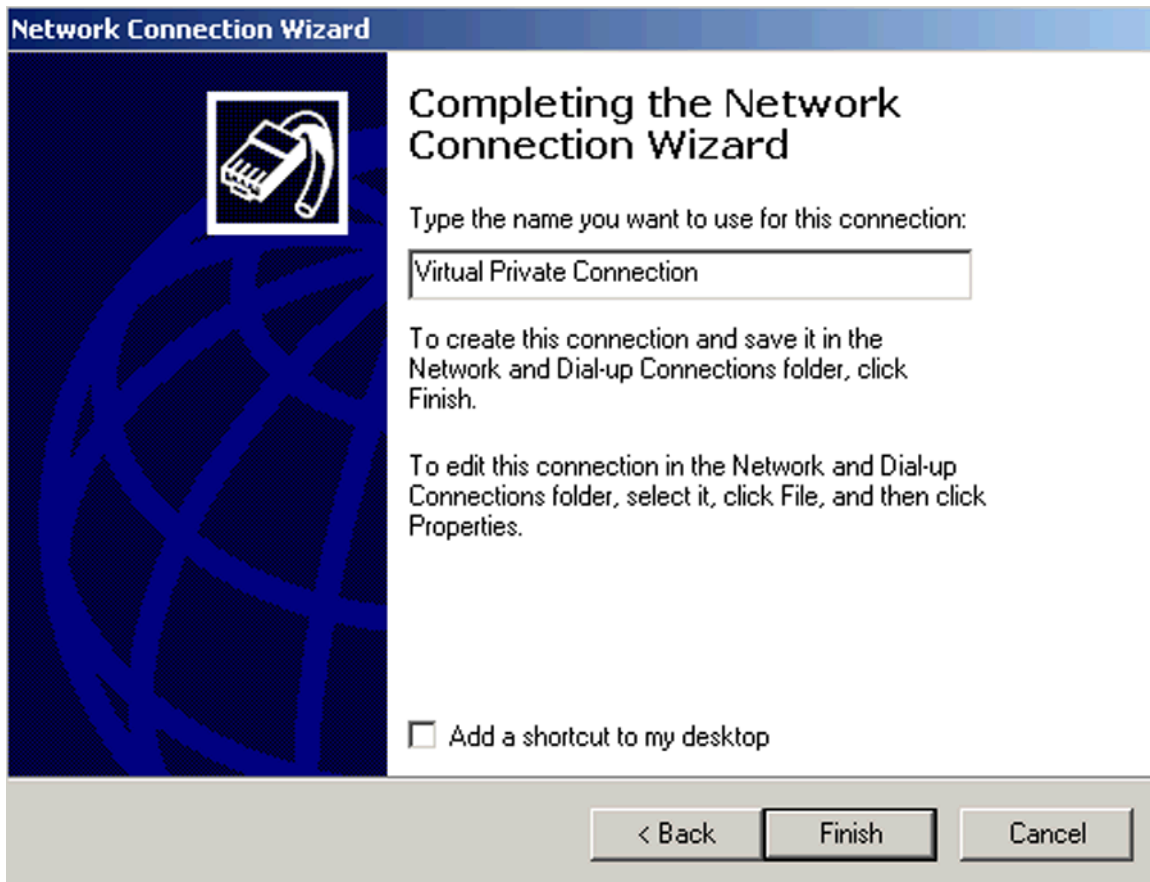 Network Connection Wizard
Completing the Network
Connection Wizard
Type the name you want to use for this connection:
Virtual Private Connection
To create this connection and save it in the
Network and Dial-up Connections folder, click
Finish.
To edit this connection in the Network and Dial-up
Connections folder, select it, click File, and then click
Properties.
Add a shortcut to my desktop
< Back
Finish
Cancel